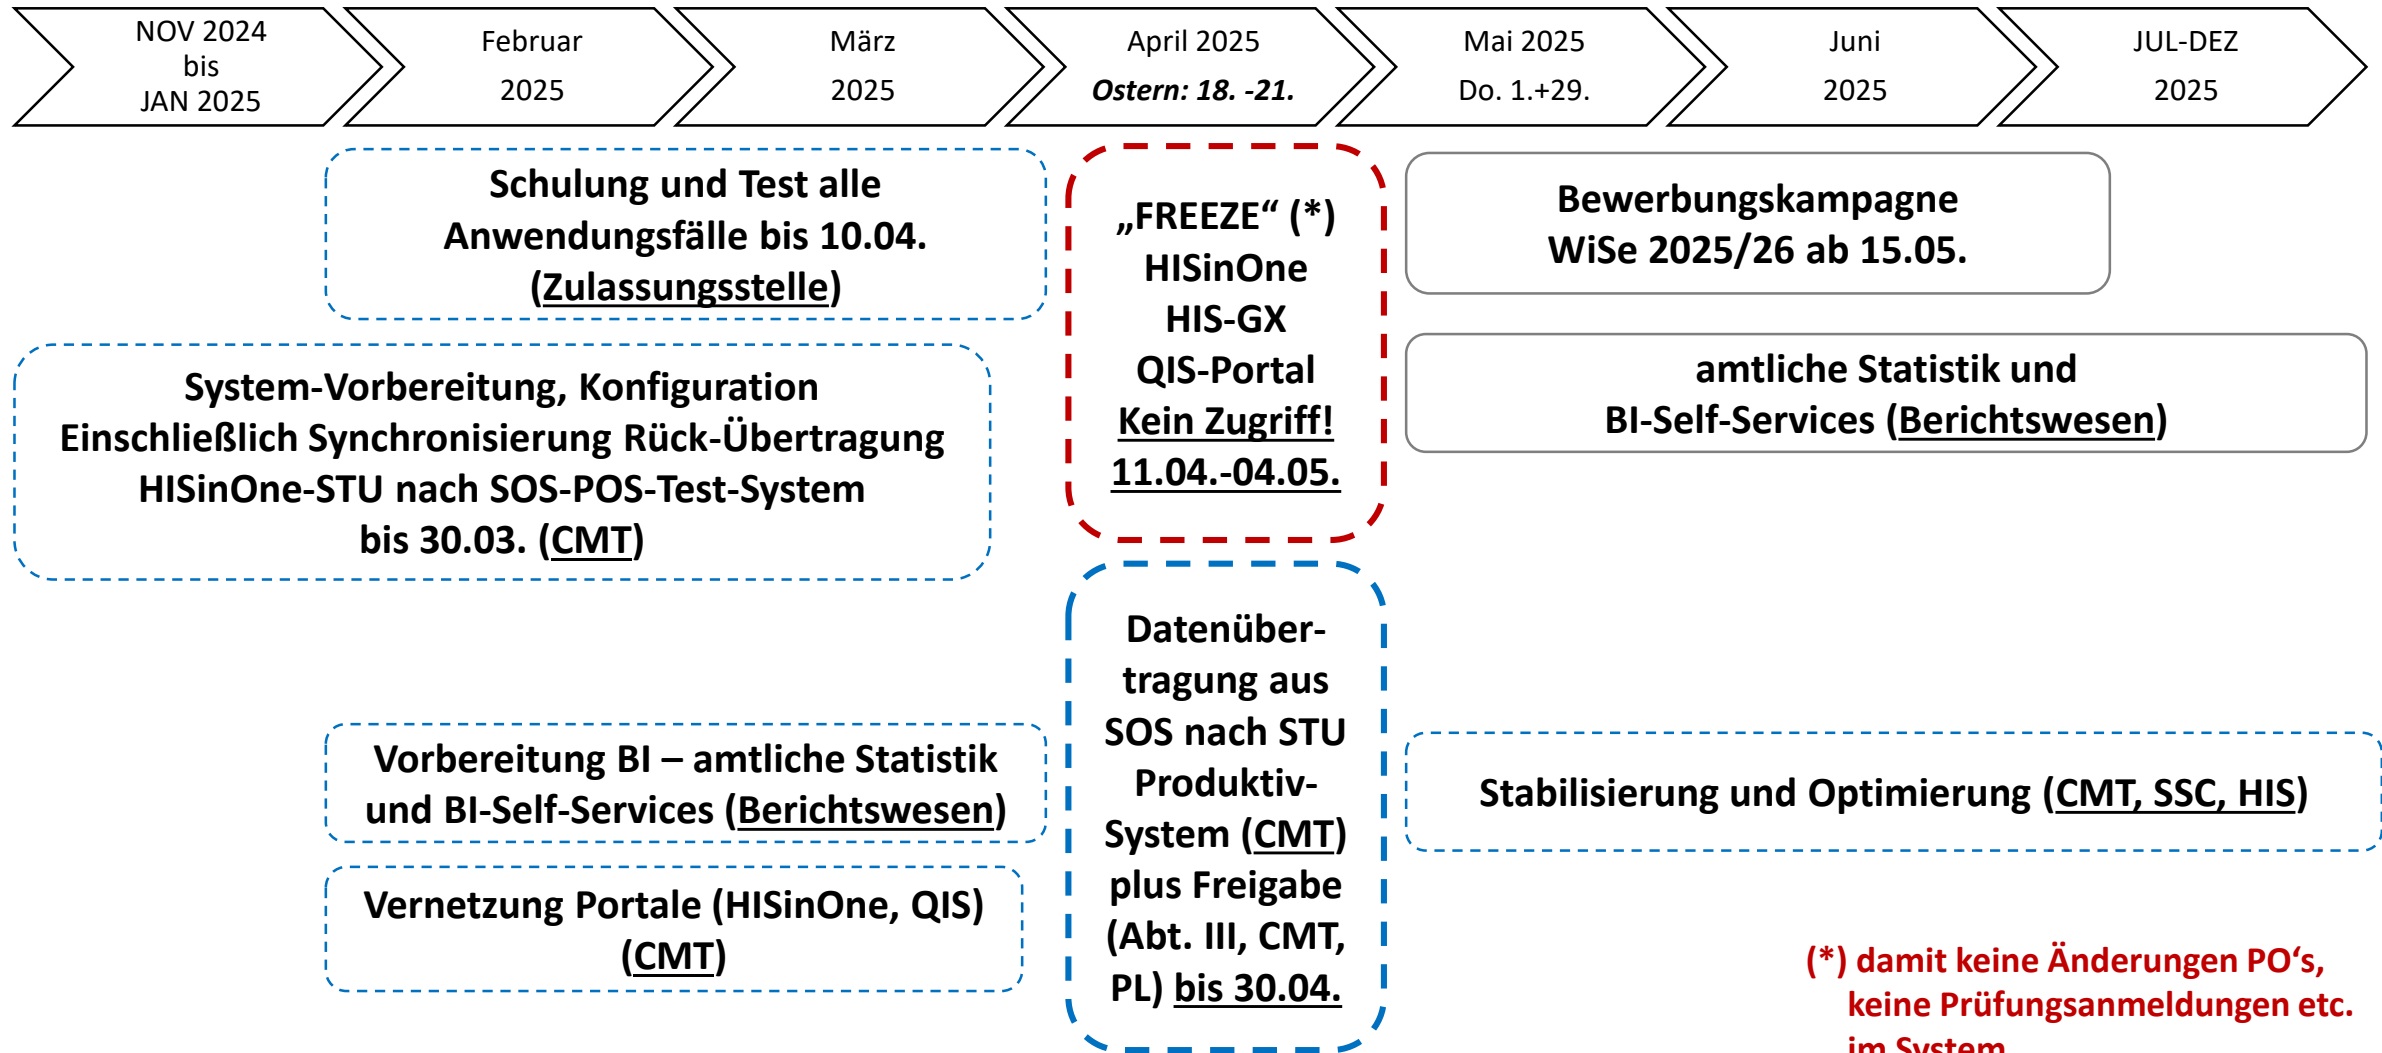 NOV 2024
bis
JAN 2025
Februar
2025
März
2025
April 2025
Ostern: 18. -21.
Mai 2025
Do. 1.+29.
Juni
2025
JUL-DEZ
2025
Schulung und Test alle
Anwendungsfälle bis 10.04.
(Zulassungsstelle)
System-Vorbereitung, Konfiguration
Einschließlich Synchronisierung Rück-Übertragung
HISinOne-STU nach SOS-POS-Test-System
bis 30.03. (CMT)
Vorbereitung BI – amtliche Statistik
und BI-Self-Services (Berichtswesen)
Vernetzung Portale (HISinOne, QIS)
(CMT)
„FREEZE“ (*)
HISinOne
HIS-GX
QIS-Portal
Kein Zugriff!
11.04.-04.05.
Datenüber-
tragung aus
SOS nach STU
Produktiv-
System (CMT)
plus Freigabe
(Abt. III, CMT,
PL) bis 30.04.
Bewerbungskampagne
WiSe 2025/26 ab 15.05.
amtliche Statistik und
BI-Self-Services (Berichtswesen)
Stabilisierung und Optimierung (CMT, SSC, HIS)
(*) damit keine Änderungen PO‘s,
keine Prüfungsanmeldungen etc.
im System